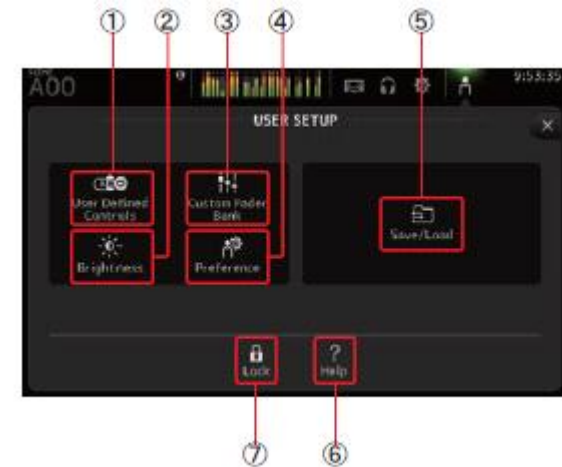 ① ② ③ ④ ⑤
A00 9:53:35
USER SETUP
User Defined Controls
Custom Fader Bank
Brightness
Preference
Save/Load
Lock
? Help
⑦ ⑥